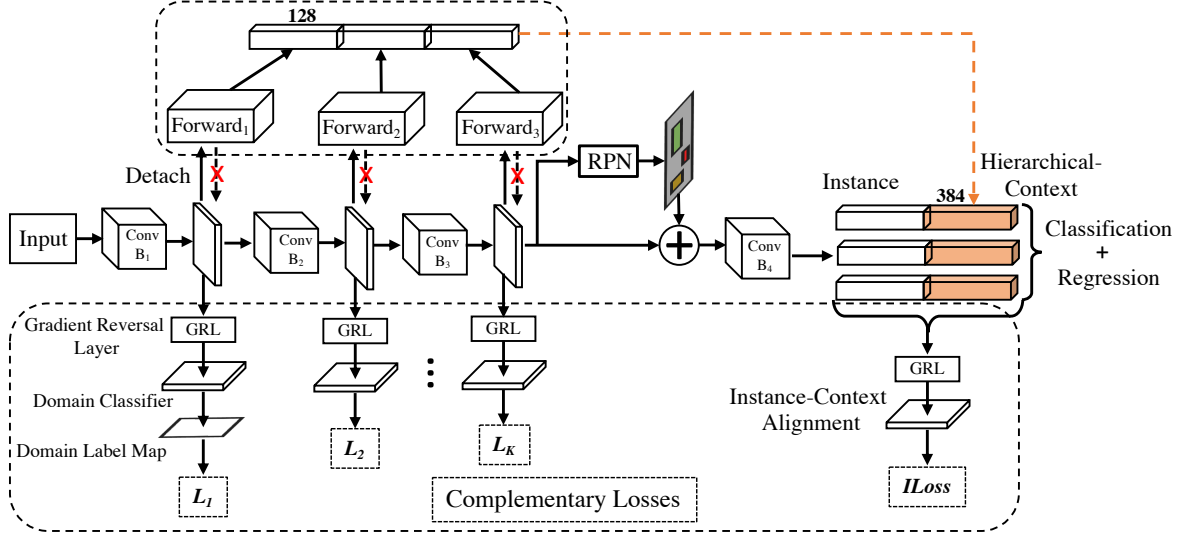 128
Forward1
Forward2
Forward3
X
X
X
Detach
RPN
Hierarchical-
Context
Instance
384
Input
Conv
B1
Conv
B2
Conv
B3
Conv
B4
Classification
+
Regression
Gradient Reversal
Layer
GRL
GRL
GRL
GRL
Domain Classifier
Instance-Context
Alignment
Domain Label Map
L1
L2
LK
ILoss
Complementary Losses